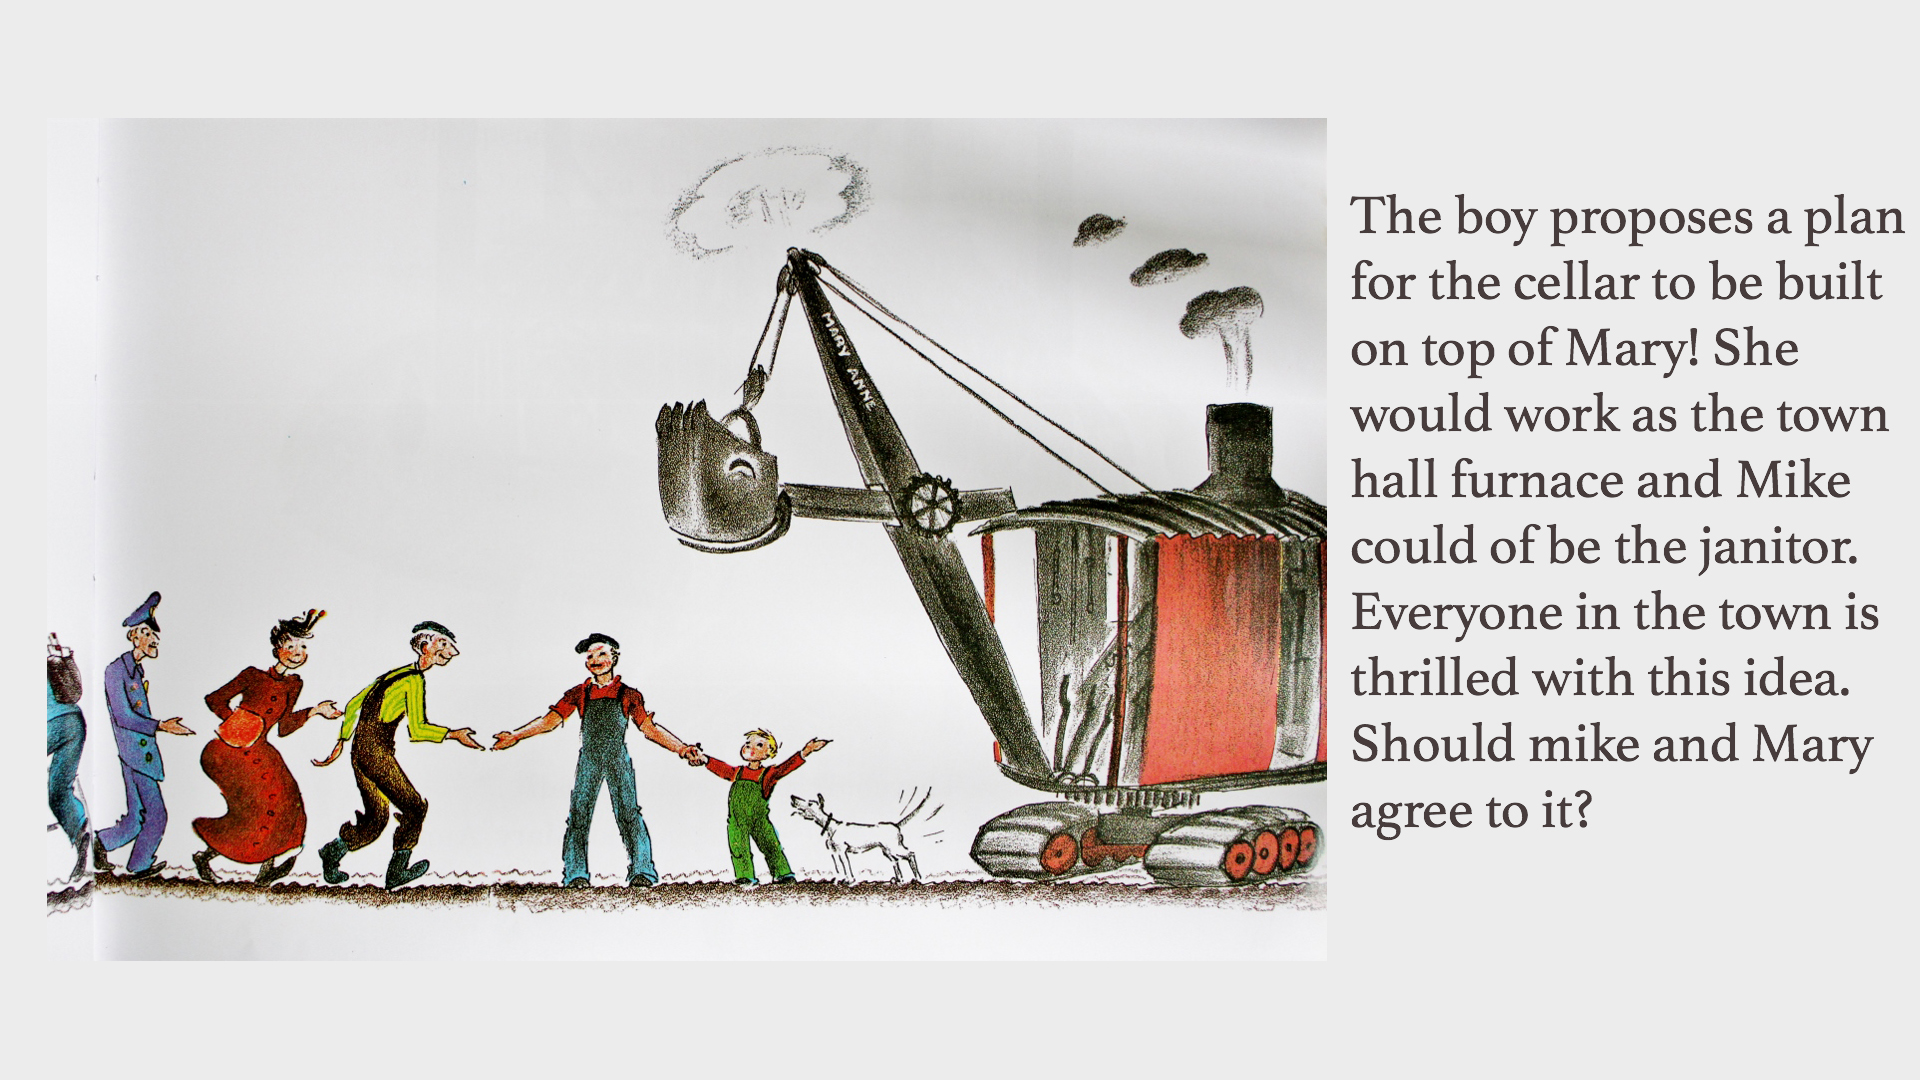 MARY ANNE
The boy proposes a plan
for the cellar to be built
on top of Mary! She
would work as the town
hall furnace and Mike
could of be the janitor.
Everyone in the town is
thrilled with this idea.
Should mike and Mary
agree to it?